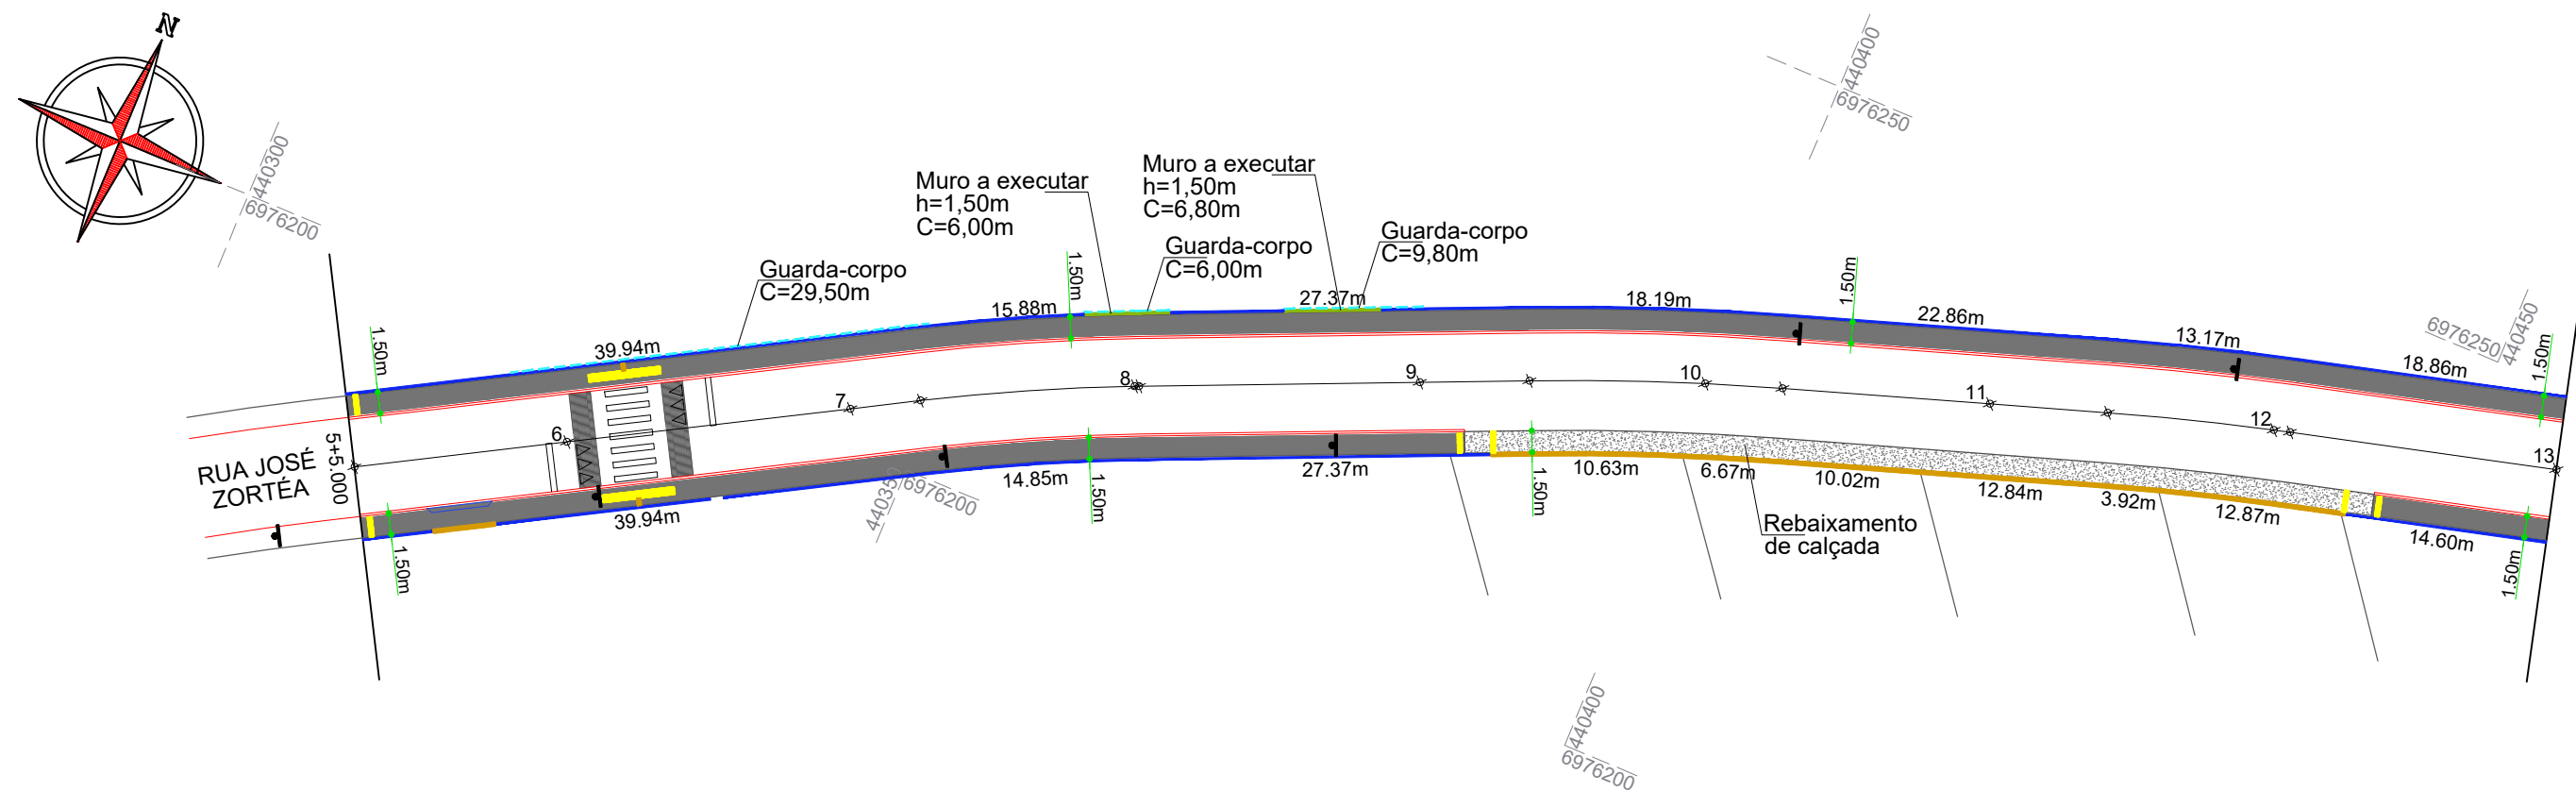 N
440300
6976200
440400
6976250
Muro a executar
h=1,50m
C=6,00m
Muro a executar
h=1,50m
C=6,80m
Guarda-corpo
C=6,00m
Guarda-corpo
C=9,80m
Guarda-corpo
C=29,50m
1.50m
39.94m
15.88m
1.50m
27.37m
18.19m
1.50m
22.86m
13.17m
18.86m
6976250
440450
1.50m
5+5.000
6
7
8
9
10
11
12
13
RUA JOSÉ
ZORTÉA
1.50m
39.94m
440350
6976200
14.85m
1.50m
27.37m
1.50m
10.63m
6.67m
10.02m
12.84m
3.92m
12.87m
14.60m
1.50m
Rebaixamento
de calçada
440400
6976200